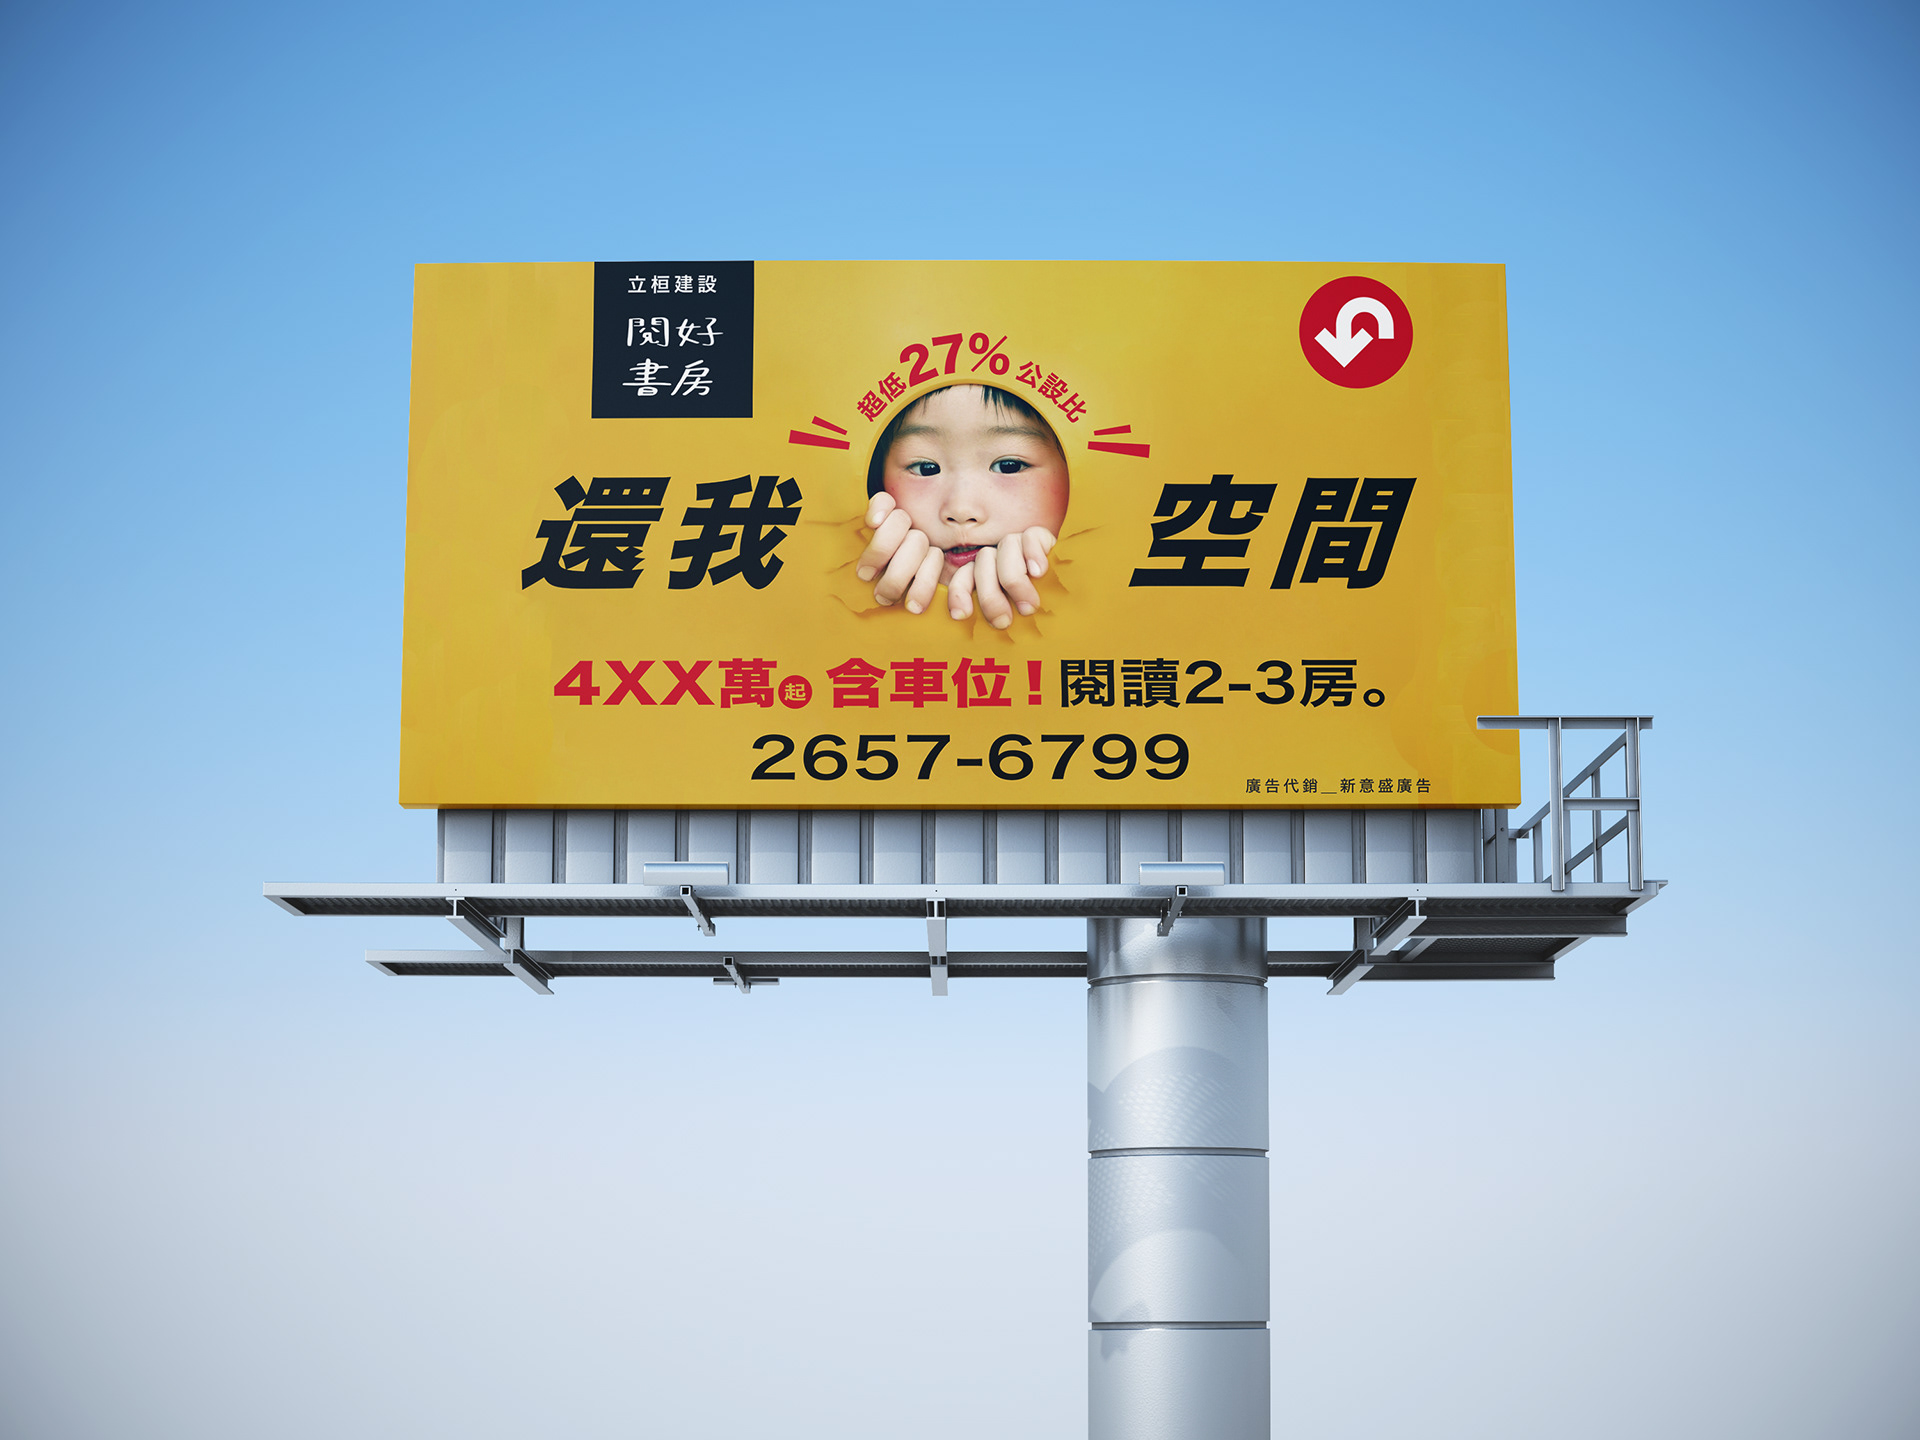 立桓建設
閱好
書房
超低27%公設比
還我 空間
4XX萬起 含車位！閱讀2-3房。
2657-6799
廣告代銷__新意盛廣告